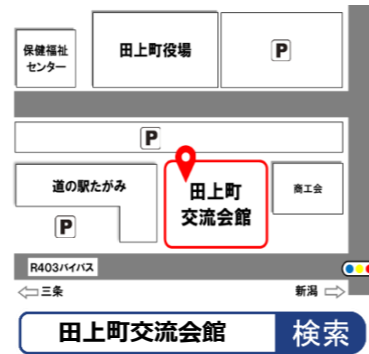 保健福祉
センター
田上町役場
P
P
道の駅たがみ
P
田上町
交流会館
商工会
R403バイパス
三条
新潟
田上町交流会館 検索